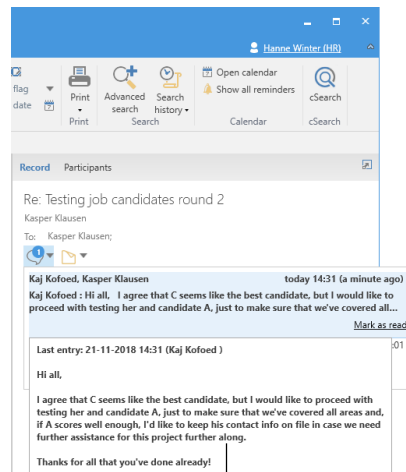 Hanne Winter (HR)
flag
date
Print
Advanced search
Search history
Open calendar
Show all reminders
cSearch
Print
Search
Calendar
cSearch
Record Participants
Re: Testing job candidates round 2
Kasper Klausen
To: Kasper Klausen;
1
Kaj Kofoed, Kasper Klausen today 14:31 (a minute ago)
Kaj Kofoed : Hi all, I agree that C seems like the best candidate, but I would like to
proceed with testing her and candidate A, just to make sure that we've covered all...
Mark as read
:01
Last entry: 21-11-2018 14:31 (Kaj Kofoed )
Hi all,
I agree that C seems like the best candidate, but I would like to proceed with
testing her and candidate A, just to make sure that we've covered all areas and,
if A scores well enough, I'd like to keep his contact info on file in case we need
further assistance for this project further along.
Thanks for all that you've done already!